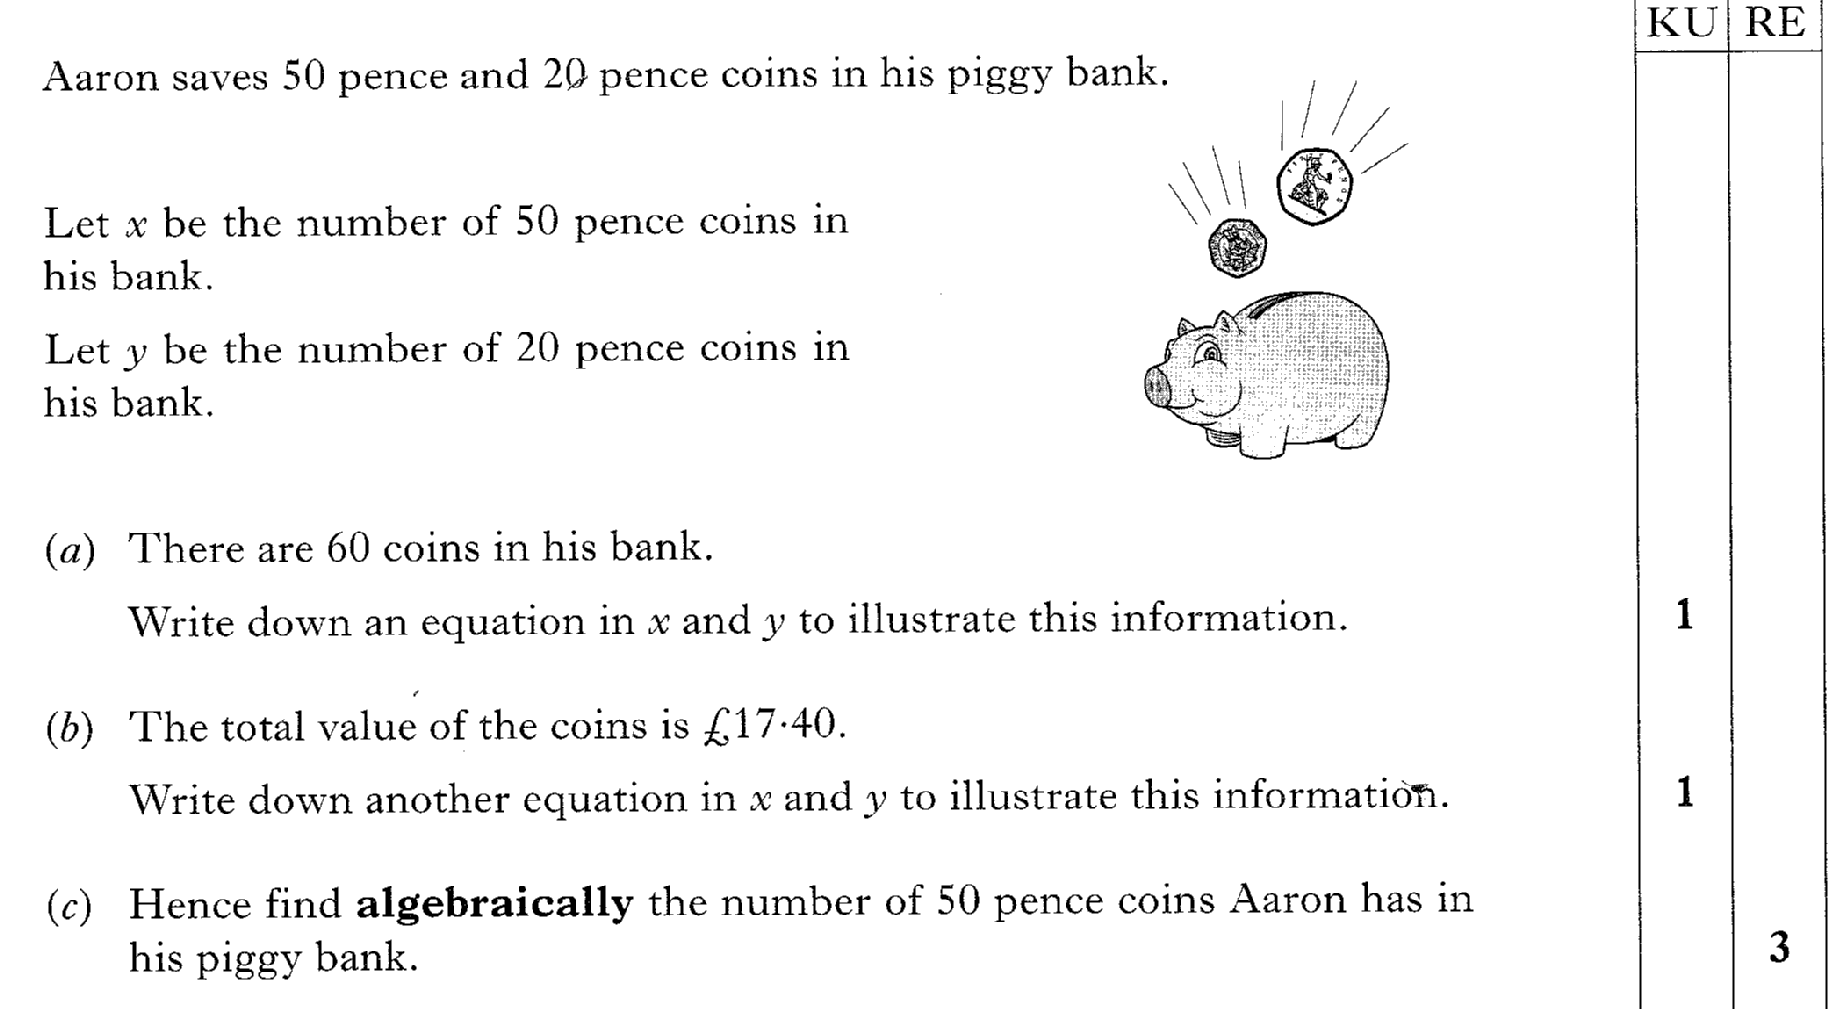 KU RE
Aaron saves 50 pence and 20 pence coins in his piggy bank.
Let x be the number of 50 pence coins in
his bank.
Let y be the number of 20 pence coins in
his bank.
(a) There are 60 coins in his bank.
Write down an equation in x and y to illustrate this information.
1
(b) The total value of the coins is £17·40.
Write down another equation in x and y to illustrate this information.
1
(c) Hence find algebraically the number of 50 pence coins Aaron has in
his piggy bank.
3